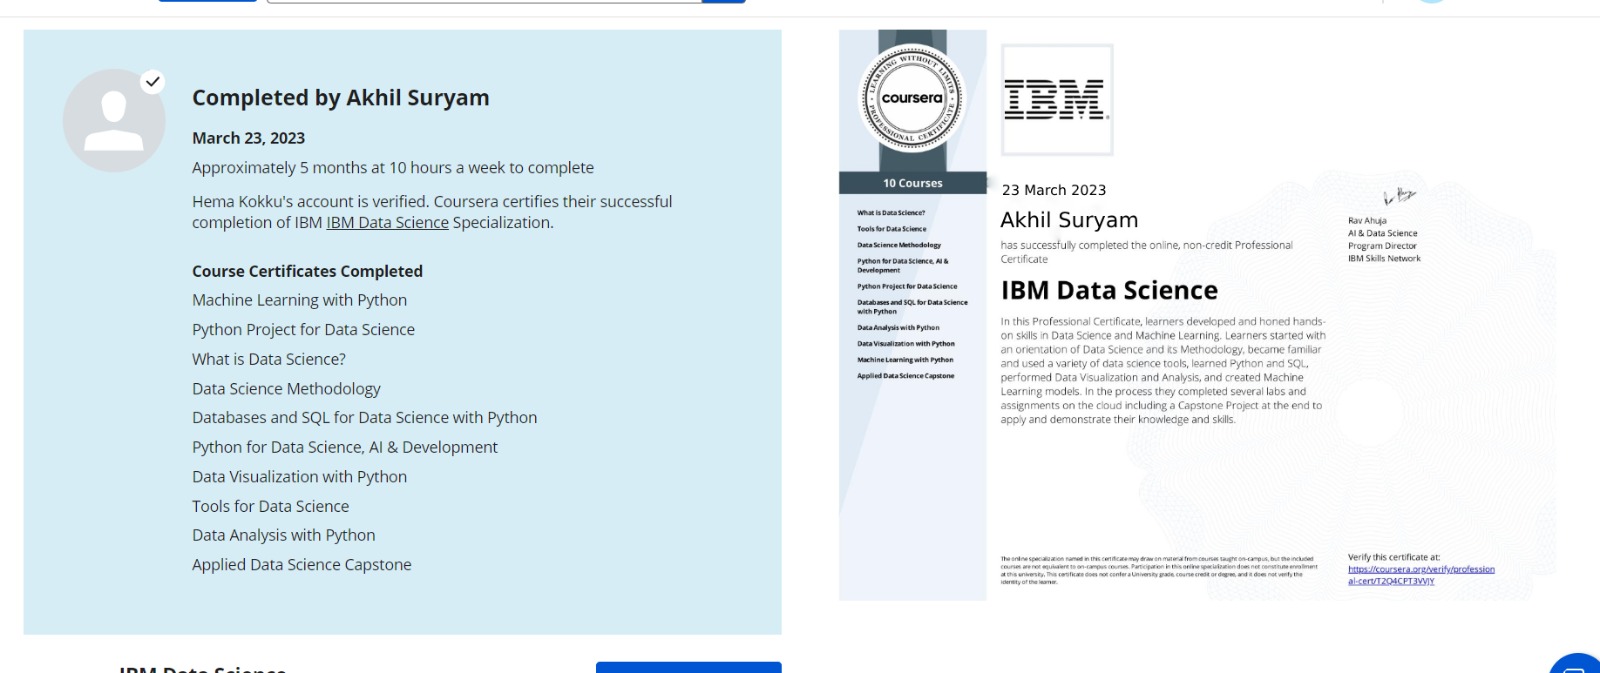 Completed by Akhil Suryam
March 23, 2023
Approximately 5 months at 10 hours a week to complete
Hema Kokku's account is verified. Coursera certifies their successful
completion of IBM IBM Data Science Specialization.
Course Certificates Completed
Machine Learning with Python
Python Project for Data Science
What is Data Science?
Data Science Methodology
Databases and SQL for Data Science with Python
Python for Data Science, AI & Development
Data Visualization with Python
Tools for Data Science
Data Analysis with Python
Applied Data Science Capstone
IBM Data Science
LEARNING WITHOUT LIMITS
coursera
PROFESSIONAL CERTIFICATE
10 Courses
What is Data Science?
Tools for Data Science
Data Science Methodology
Python for Data Science, AI &
Development
Python Project for Data Science
Databases and SQL for Data Science
with Python
Data Analysis with Python
Data Visualization with Python
Machine Learning with Python
Applied Data Science Capstone
IBM
23 March 2023
Akhil Suryam
has successfully completed the online, non-credit Professional
Certificate
IBM Data Science
In this Professional Certificate, learners developed and honed hands-
on skills in Data Science and Machine Learning. Learners started with
an orientation of Data Science and its Methodology, became familiar
and used a variety of data science tools, learned Python and SQL,
performed Data Visualization and Analysis, and created Machine
Learning models. In the process they completed several labs and
assignments on the cloud including a Capstone Project at the end to
apply and demonstrate their knowledge and skills.
The online specialization named in this certificate may draw on material from courses taught on-campus, but the included
courses are not equivalent to on-campus courses. Participation in this online specialization does not constitute enrollment
at this university. This certificate does not confer a University grade, course credit or degree, and it does not verify the
identity of the learner.
Rav Ahuja
AI & Data Science
Program Director
IBM Skills Network
Verify this certificate at:
https://coursera.org/verify/profession
al-cert/T2Q4CPT3VVJY